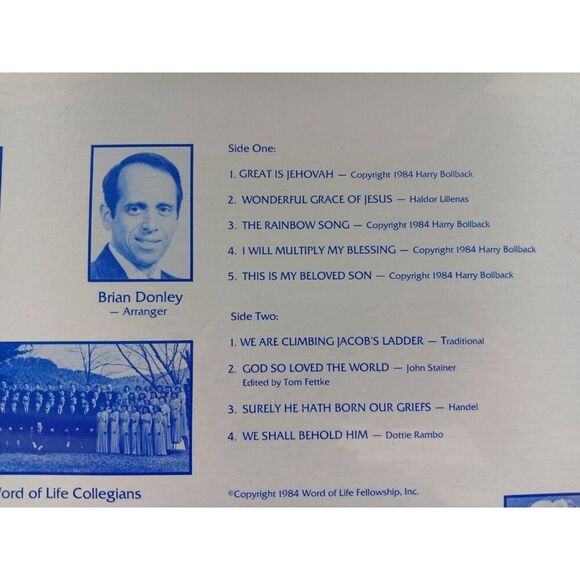 Side One:
1. GREAT IS JEHOVAH — Copyright 1984 Harry Bollback
2. WONDERFUL GRACE OF JESUS — Haldor Lillenas
3. THE RAINBOW SONG — Copyright 1984 Harry Bollback
4. I WILL MULTIPLY MY BLESSING — Copyright 1984 Harry Bollback
5. THIS IS MY BELOVED SON — Copyright 1984 Harry Bollback
Brian Donley
— Arranger
Side Two:
1. WE ARE CLIMBING JACOB'S LADDER — Traditional
2. GOD SO LOVED THE WORLD — John Stainer
Edited by Tom Fettke
3. SURELY HE HATH BORN OUR GRIEFS — Handel
4. WE SHALL BEHOLD HIM — Dottie Rambo
of Life Collegians
©Copyright 1984 Word of Life Fellowship, Inc.